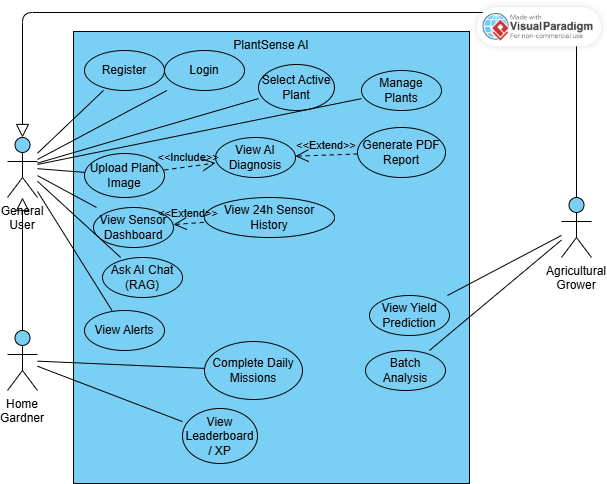 Made with
VisualParadigm
For non-commercial use
PlantSense AI
Register
Login
Select Active
Plant
Manage
Plants
General
User
Upload Plant
Image
<<Include>>
View AI
Diagnosis
<<Extend>>
Generate PDF
Report
View Sensor
Dashboard
<<Extend>>
View 24h Sensor
History
Agricultural
Grower
Ask AI Chat
(RAG)
View Alerts
View Yield
Prediction
Home
Gardner
Complete Daily
Missions
Batch
Analysis
View
Leaderboard
/ XP